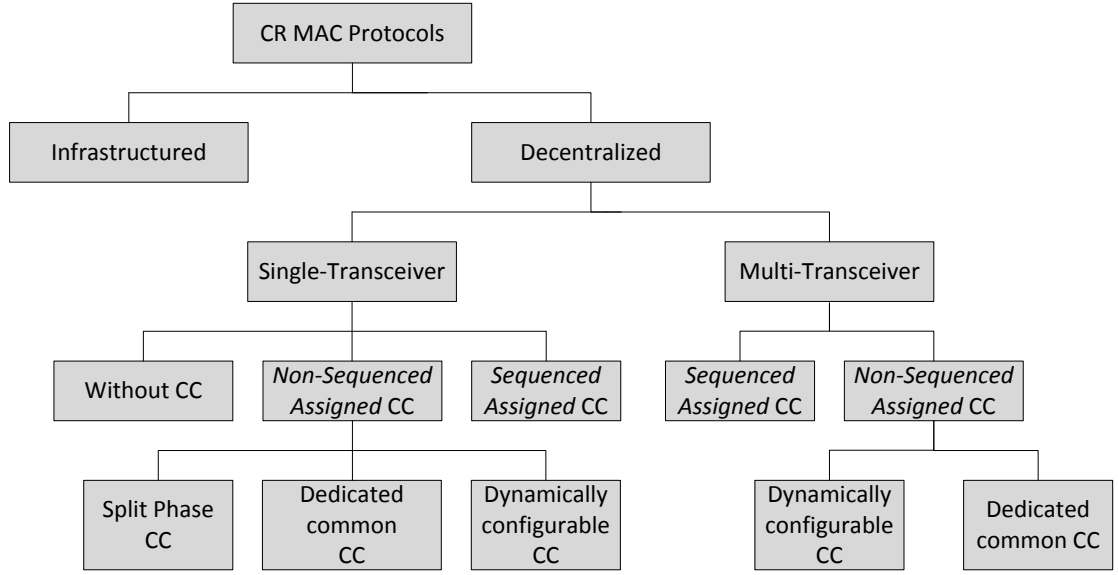 CR MAC Protocols
Infrastructured
Decentralized
Single-Transceiver
Multi-Transceiver
Without CC
Non-Sequenced
Assigned CC
Sequenced
Assigned CC
Sequenced
Assigned CC
Non-Sequenced
Assigned CC
Split Phase
CC
Dedicated
common
CC
Dynamically
configurable
CC
Dynamically
configurable
CC
Dedicated
common CC